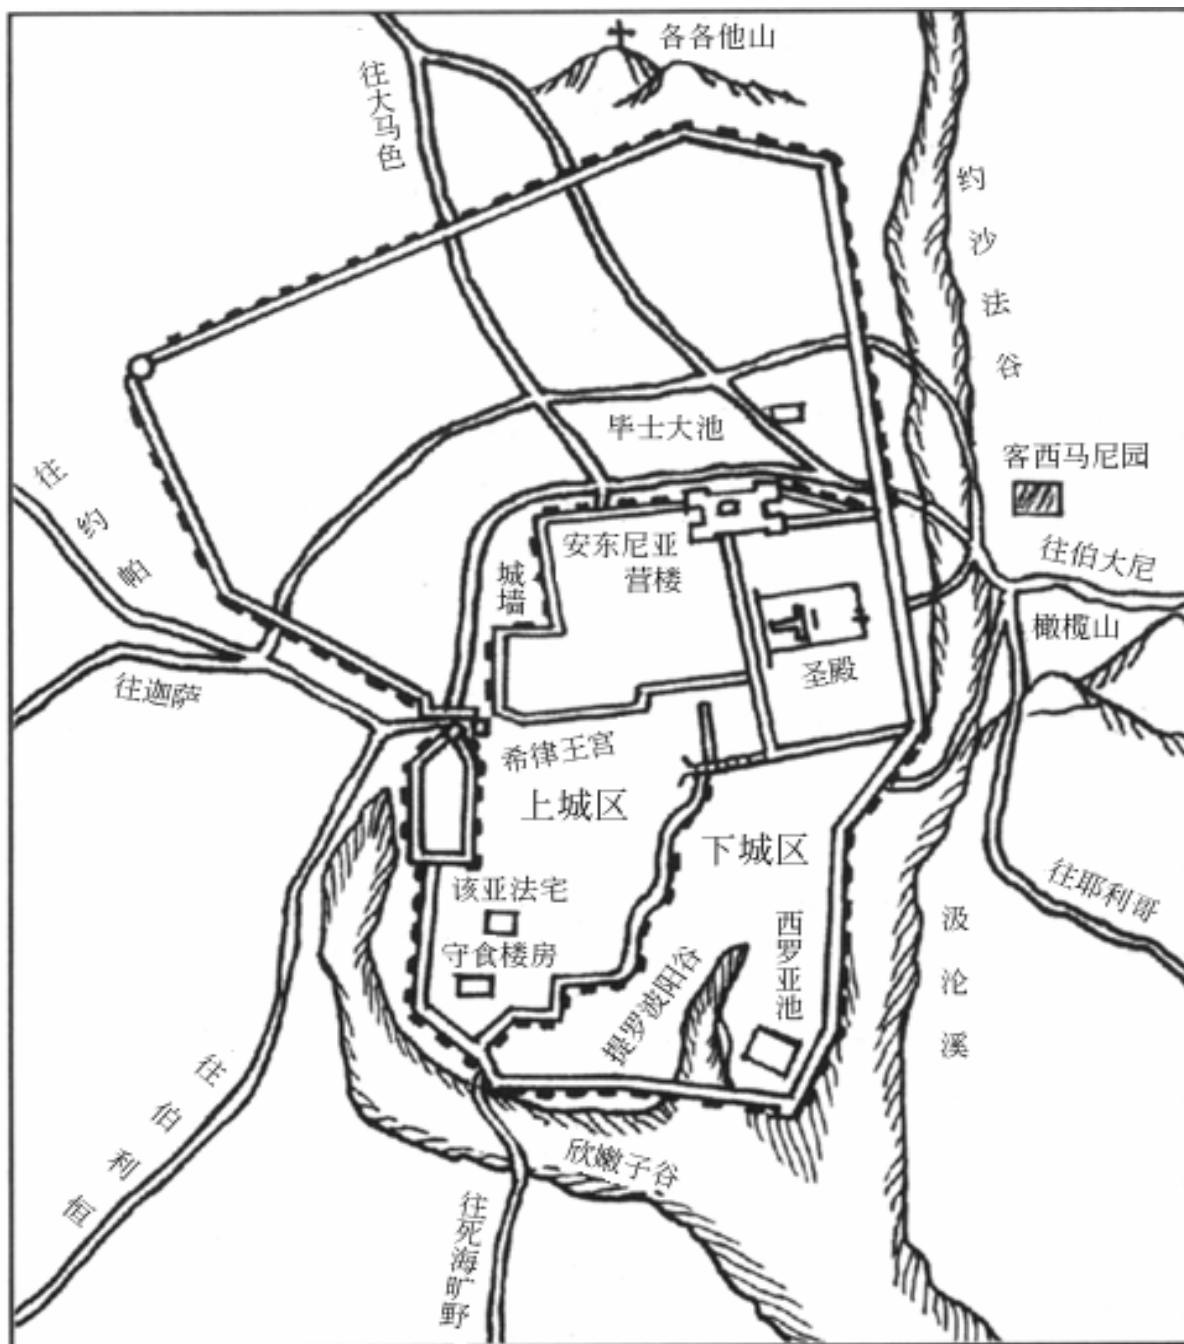 各各他山
往大马色
约沙法谷
毕士大池
客西马尼园
往约帕
安东尼亚
营楼
城墙
往伯大尼
橄榄山
圣殿
往迦萨
希律王宫
上城区
下城区
往耶利哥
该亚法宅
守食楼房
西罗亚池
汲沦溪
提罗波阳谷
往伯利恒
欣嫩子谷
往死海旷野